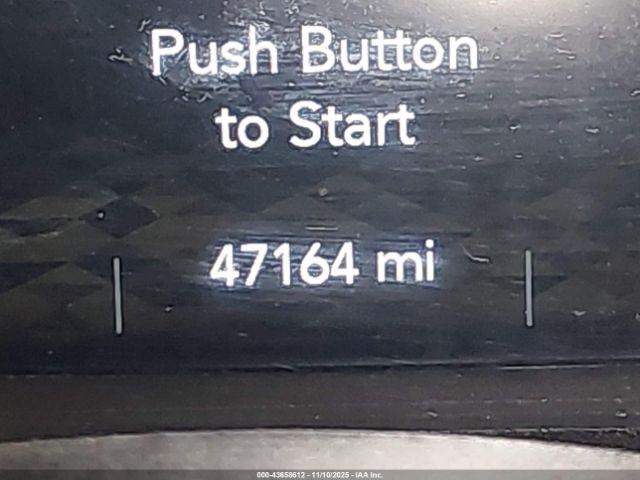 Push Button
to Start
47164 mi
000-43658612 - 11/10/2025 - IAA Inc.